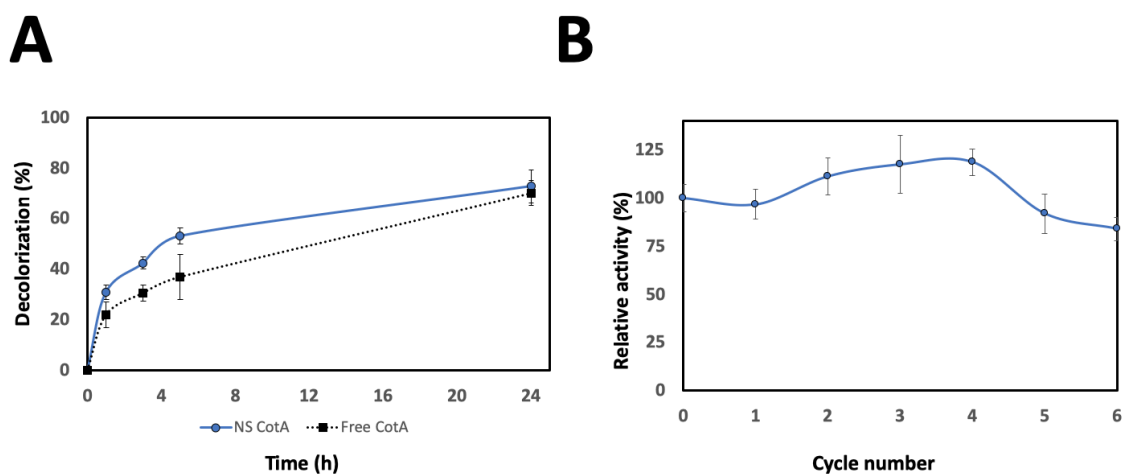 A
B
Decolorization (%)
100
80
60
40
20
0
0 4 8 12 16 20 24
NS CotA Free CotA
Time (h)
Relative activity (%)
125
100
75
50
25
0
0 1 2 3 4 5 6
Cycle number